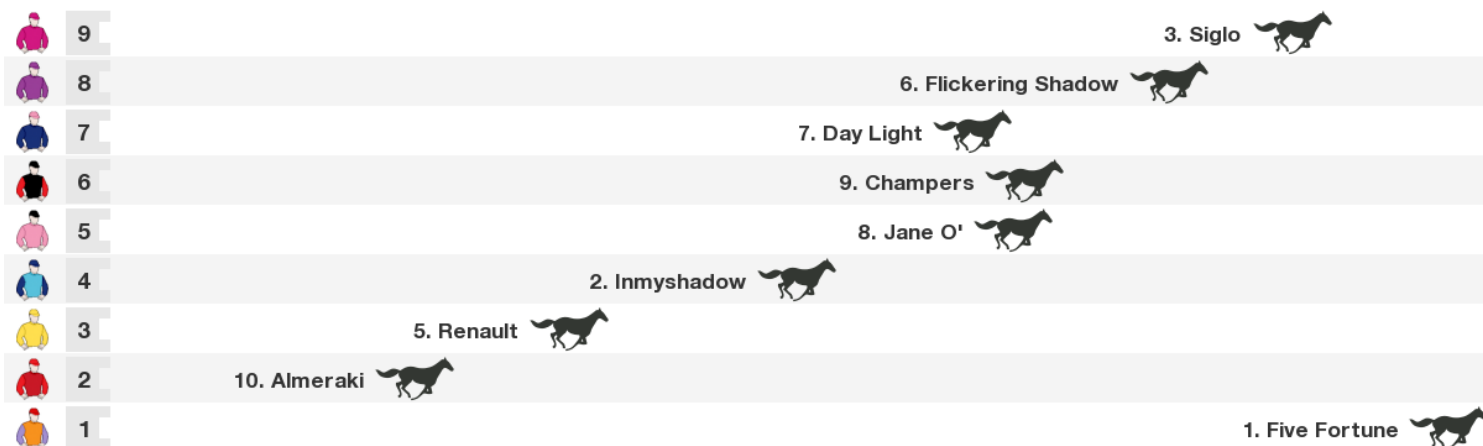 9 3. Siglo
8 6. Flickering Shadow
7 7. Day Light
6 9. Champers
5 8. Jane O'
4 2. Inmyshadow
3 5. Renault
2 10. Almeraki
1 1. Five Fortune